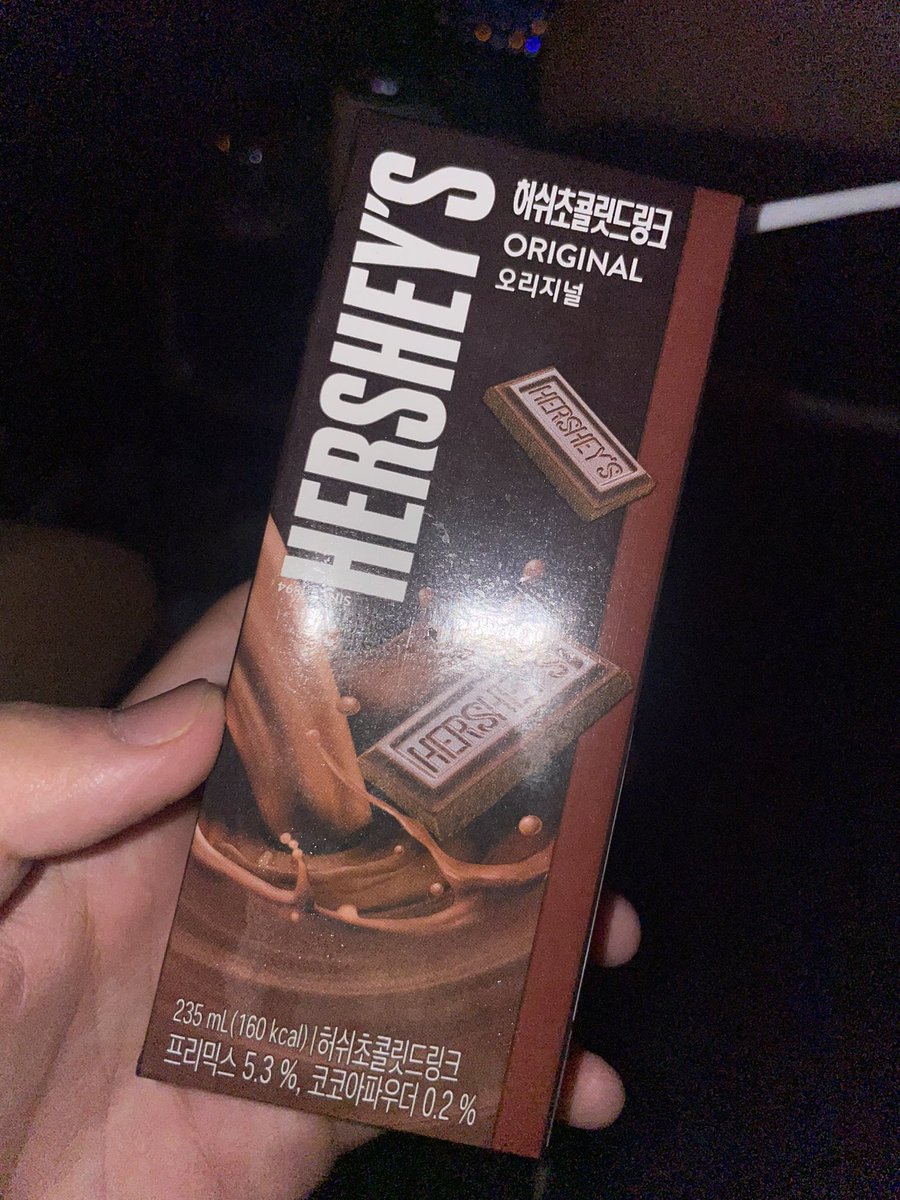 HERSHEY'S
허쉬초콜릿드링크
ORIGINAL
오리지널
HERSHEY'S
HERSHEY'S
235 mL (160 kcal) | 허쉬초콜릿드링크
프리믹스 5.3 %, 코코아파우더 0.2 %